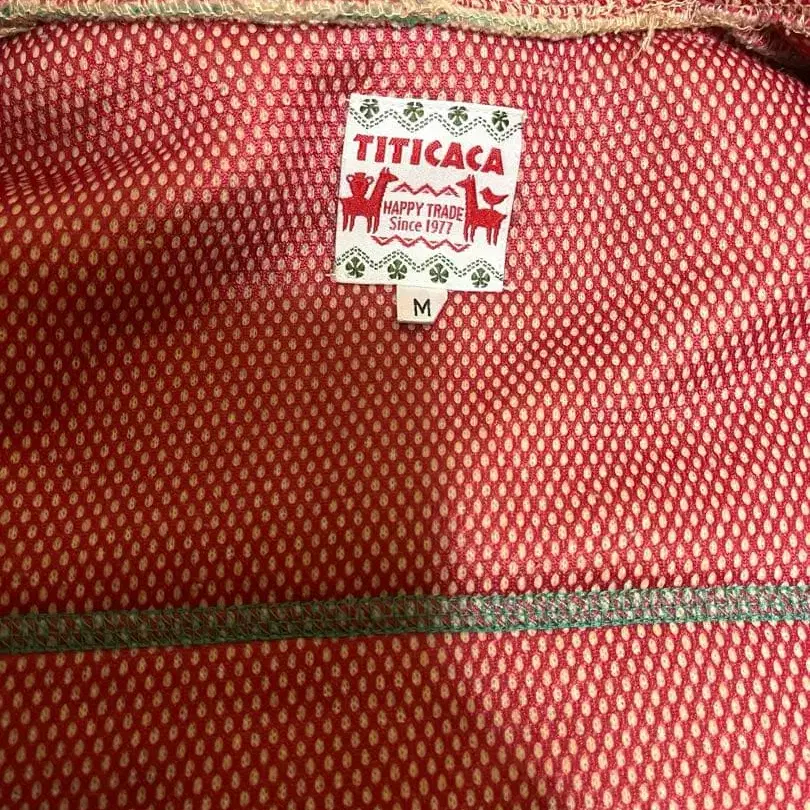 TITICACA
HAPPY TRADE
Since 1977
M